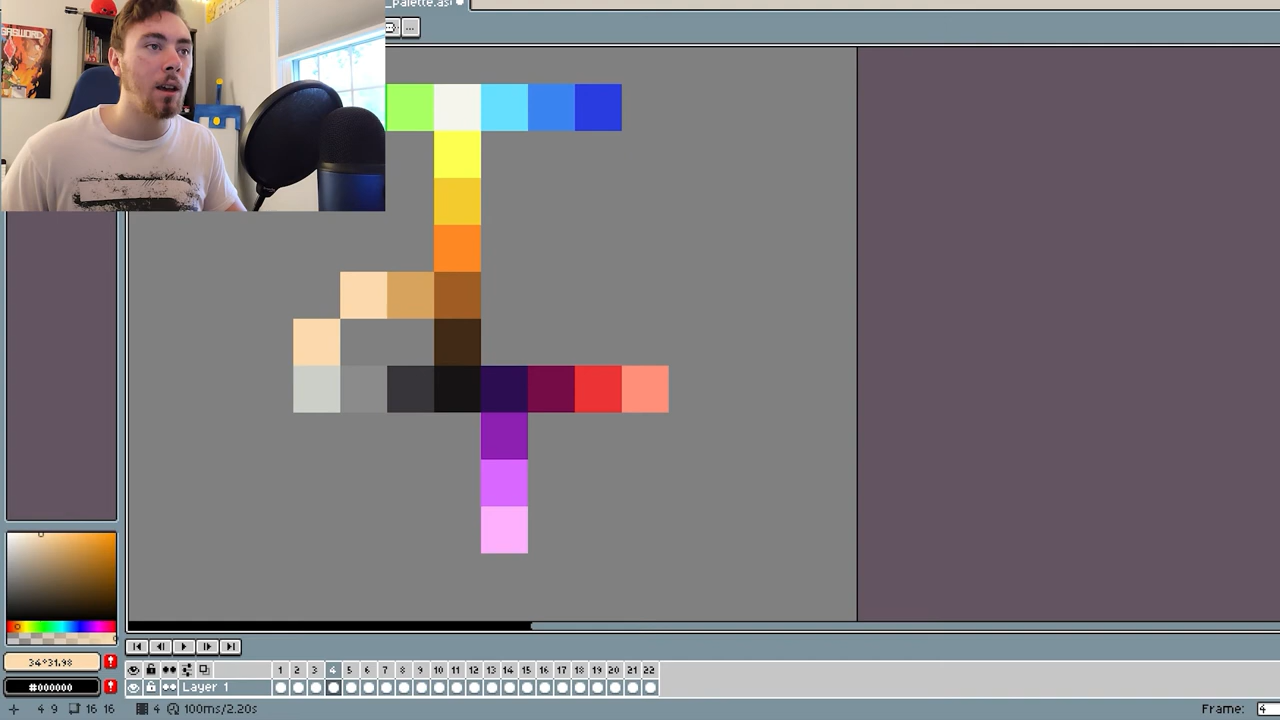 _Palette.as
...
1 2 3 4 5 6 7 8 9 10 11 12 13 14 15 16 17 18 19 20 21 22
34°31.98
Layer 1
#000000
4 9 16 16 4 100ms/2.20s
Frame: 4